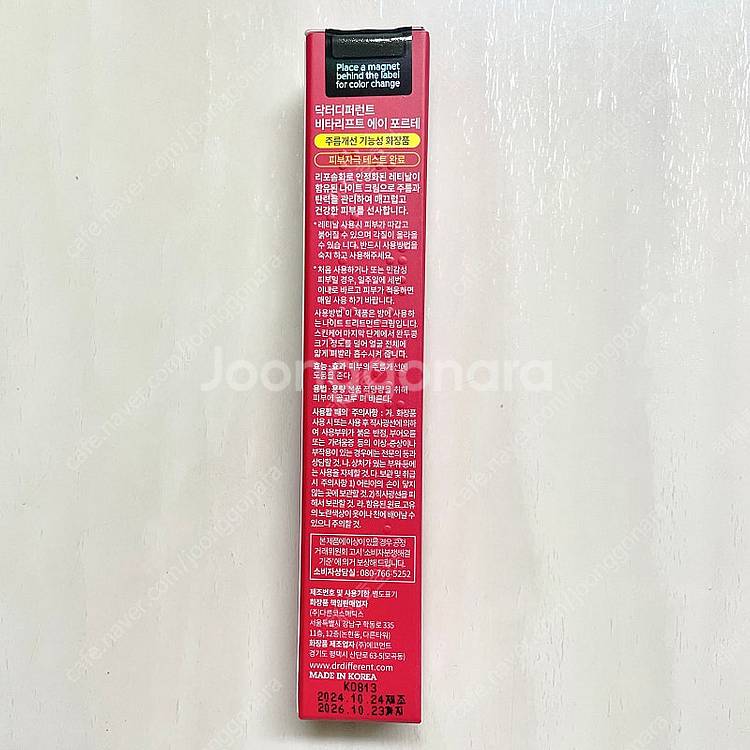 Place a magnet
behind the label
for color change
닥터디퍼런트
비타리프트 에이 포르테
주름개선 기능성 화장품
피부자극 테스트 완료
리포솜화로 안정화된 레티날이
함유된 나이트 크림으로 주름과
탄력을 관리하여 매끄럽고
건강한 피부를 선사합니다.
* 레티날 사용시 피부가 따갑고
붉어질 수 있으며 각질이 올라올
수 있습니다. 반드시 사용방법을
숙지 하고 사용해주세요.
* 처음 사용하거나 또는 민감성
피부일 경우, 일주일에 세번
이내로 바르고 피부가 적응하면
매일 사용 하기 바랍니다.
사용방법 이 제품은 밤에 사용하
는 나이트 트리트먼트 크림입니다.
스킨케어 마지막 단계에서 완두콩
크기 정도를 덜어 얼굴 전체에
얇게 펴발라 흡수시켜 줍니다.
효능·효과 피부의 주름개선에
도움을 준다.
용법·용량 본품 적당량을 취해
피부에 골고루 펴 바른다.
사용할 때의 주의사항 : 가. 화장품
사용 시 또는 사용 후 직사광선에 의하
여 사용부위가 붉은 반점, 부어오름
또는 가려움증 등의 이상 증상이나
부작용이 있는 경우에는 전문의 등과
상담할 것. 나. 상처가 있는 부위 등에
는 사용을 자제할 것. 다. 보관 및 취급
시 주의사항 1) 어린이의 손이 닿지
않는 곳에 보관할 것. 2) 직사광선을 피
해서 보관할 것. 라. 함유된 원료 고유
의 노란색상이 옷이나 천에 배어날 수
있으니 주의할 것.
본 제품에 이상이 있을 경우 공정
거래위원회 고시 '소비자분쟁해결
기준'에 의거 보상해 드립니다.
소비자상담실 : 080-766-5252
제조번호 및 사용기한 별도표기
화장품 책임판매업자
(주)다른코스메틱스
서울특별시 강남구 학동로 335
11층, 12층(논현동, 다른타워)
화장품 제조업자 (주)에코먼트
경기도 평택시 산단로 63-5(모곡동)
www.drdifferent.com
MADE IN KOREA
K0813
2024.10.24제조
2026.10.23까지
Joonggonara